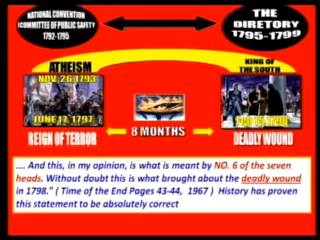 NATIONAL CONVENTION
(COMMITTEE OF PUBLIC SAFETY
1792-1795
THE
DIRETORY
1795-1799
ATHEISM
KING OF
THE SOUTH
NOV. 26 1793
JUNE 17, 1797
REIGN OF TERROR
8 MONTHS
DEADLY WOUND
.... And this, in my opinion, is what is meant by NO. 6 of the seven
heads. Without doubt this is what brought about the deadly wound
in 1798." ( Time of the End Pages 43-44, 1967 ) History has proven
this statement to be absolutely correct